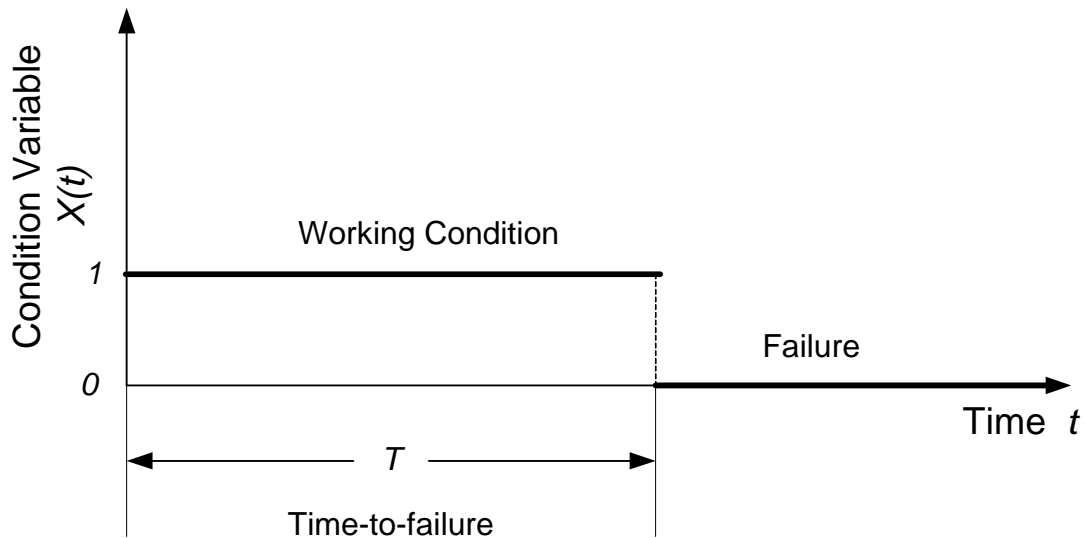 Condition Variable
X(t)
Working Condition
1
Failure
0
Time t
T
Time-to-failure